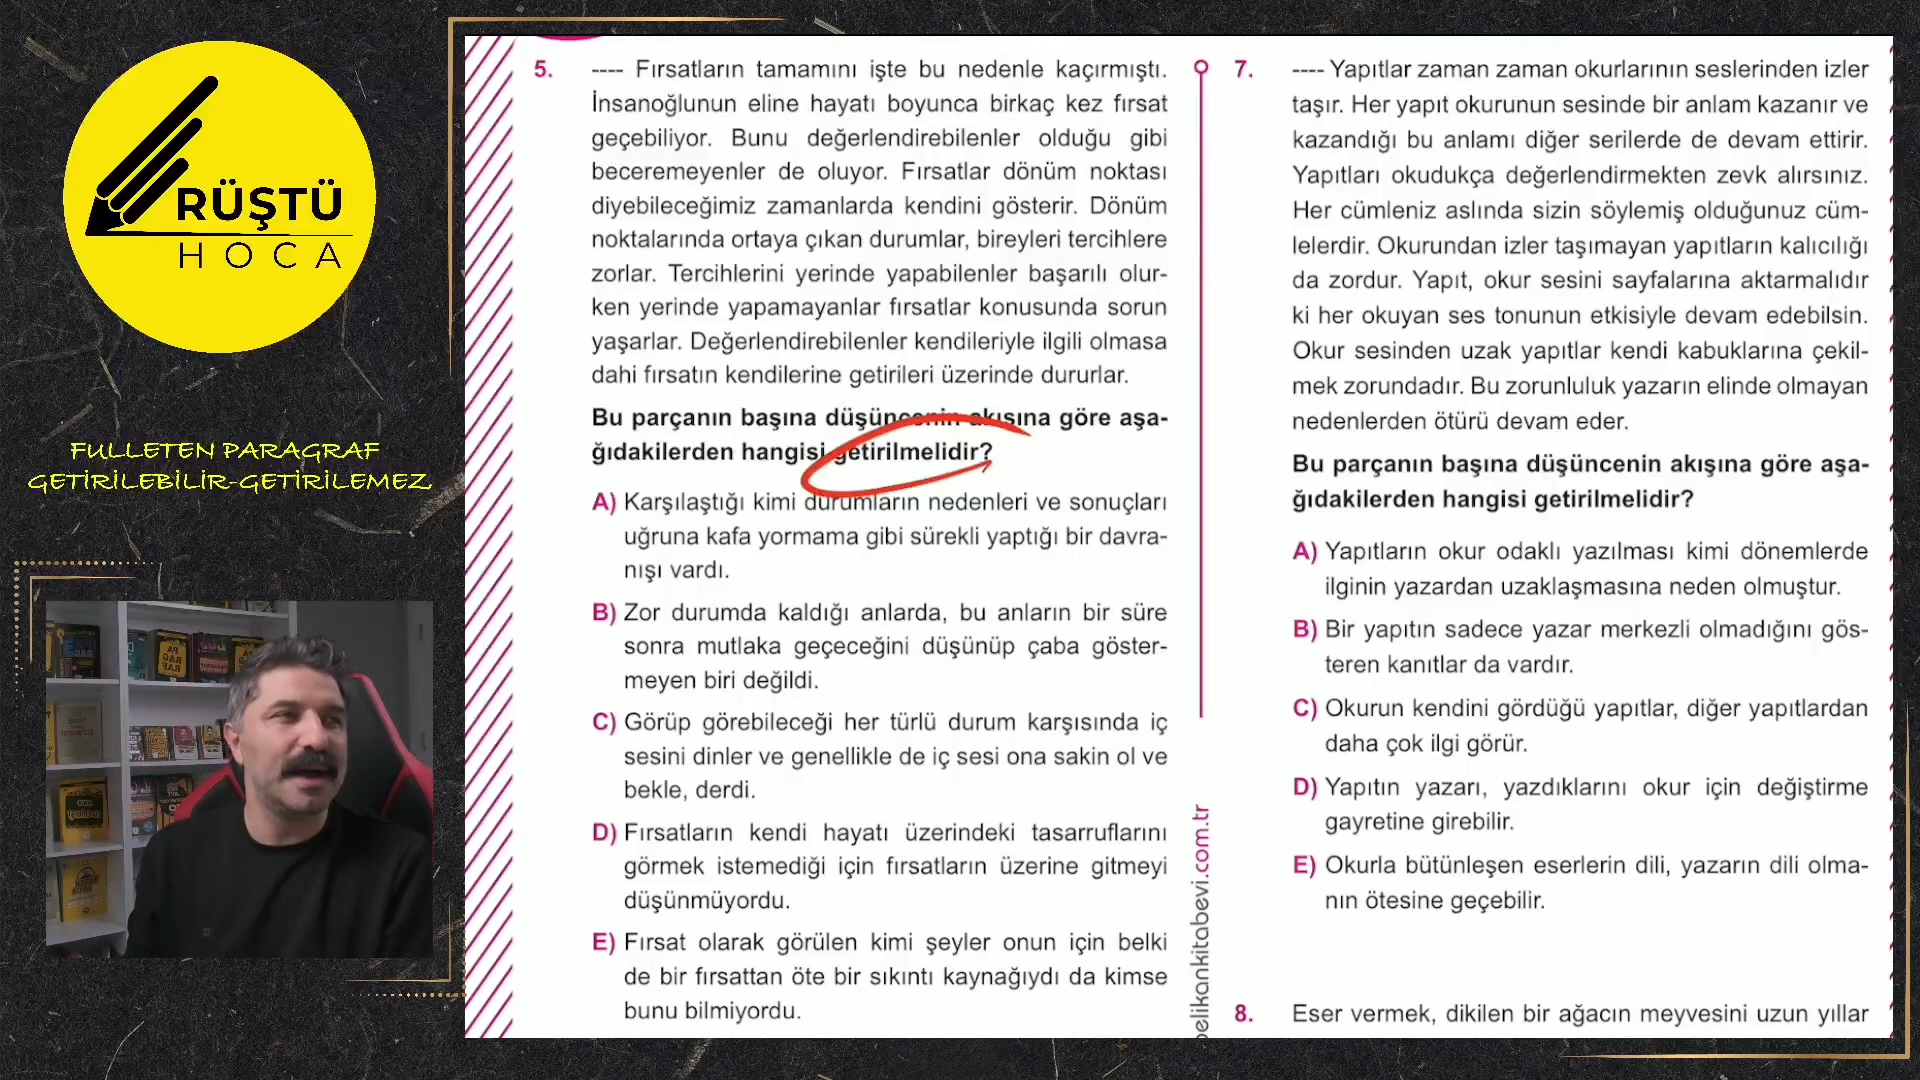 RÜŞTÜ
HOCA
FULLETEN PARAGRAF
GETİRİLEBİLİR-GETİRİLEMEZ
5. ---- Fırsatların tamamını işte bu nedenle kaçırmıştı.
İnsanoğlunun eline hayatı boyunca birkaç kez fırsat
geçebiliyor. Bunu değerlendirebilenler olduğu gibi
beceremeyenler de oluyor. Fırsatlar dönüm noktası
diyebileceğimiz zamanlarda kendini gösterir. Dönüm
noktalarında ortaya çıkan durumlar, bireyleri tercihlere
zorlar. Tercihlerini yerinde yapabilenler başarılı olur-
ken yerinde yapamayanlar fırsatlar konusunda sorun
yaşarlar. Değerlendirebilenler kendileriyle ilgili olmasa
dahi fırsatın kendilerine getirileri üzerinde dururlar.
Bu parçanın başına düşüncenin akışına göre aşa-
ğıdakilerden hangisi getirilmelidir?
A) Karşılaştığı kimi durumların nedenleri ve sonuçları
uğruna kafa yormama gibi sürekli yaptığı bir davra-
nışı vardı.
B) Zor durumda kaldığı anlarda, bu anların bir süre
sonra mutlaka geçeceğini düşünüp çaba göster-
meyen biri değildi.
C) Görüp görebileceği her türlü durum karşısında iç
sesini dinler ve genellikle de iç sesi ona sakin ol ve
bekle, derdi.
D) Fırsatların kendi hayatı üzerindeki tasarruflarını
görmek istemediği için fırsatların üzerine gitmeyi
düşünmüyordu.
E) Fırsat olarak görülen kimi şeyler onun için belki
de bir fırsattan öte bir sıkıntı kaynağıydı da kimse
bunu bilmiyordu.
elikankitabevi.com.tr
7. ---- Yapıtlar zaman zaman okurlarının seslerinden izler
taşır. Her yapıt okurunun sesinde bir anlam kazanır ve
kazandığı bu anlamı diğer serilerde de devam ettirir.
Yapıtları okudukça değerlendirmekten zevk alırsınız.
Her cümleniz aslında sizin söylemiş olduğunuz cüm-
lelerdir. Okurundan izler taşımayan yapıtların kalıcılığı
da zordur. Yapıt, okur sesini sayfalarına aktarmalıdır
ki her okuyan ses tonunun etkisiyle devam edebilsin.
Okur sesinden uzak yapıtlar kendi kabuklarına çekil-
mek zorundadır. Bu zorunluluk yazarın elinde olmayan
nedenlerden ötürü devam eder.
Bu parçanın başına düşüncenin akışına göre aşa-
ğıdakilerden hangisi getirilmelidir?
A) Yapıtların okur odaklı yazılması kimi dönemlerde
ilginin yazardan uzaklaşmasına neden olmuştur.
B) Bir yapıtın sadece yazar merkezli olmadığını gös-
teren kanıtlar da vardır.
C) Okurun kendini gördüğü yapıtlar, diğer yapıtlardan
daha çok ilgi görür.
D) Yapıtın yazarı, yazdıklarını okur için değiştirme
gayretine girebilir.
E) Okurla bütünleşen eserlerin dili, yazarın dili olma-
nın ötesine geçebilir.
8. Eser vermek, dikilen bir ağacın meyvesini uzun yıllar